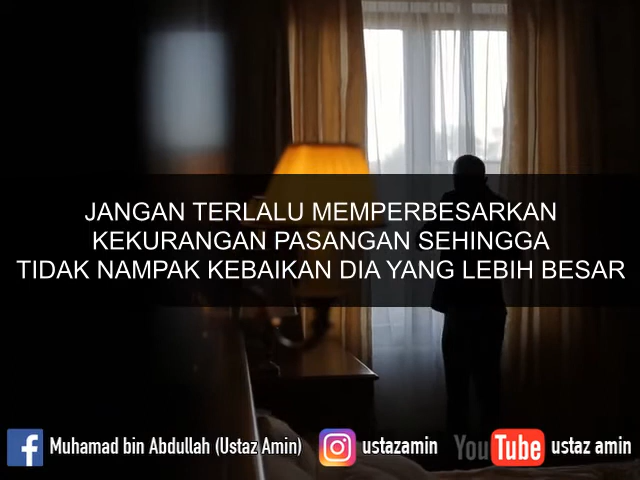 JANGAN TERLALU MEMPERBESARKAN
KEKURANGAN PASANGAN SEHINGGA
TIDAK NAMPAK KEBAIKAN DIA YANG LEBIH BESAR
f Muhamad bin Abdullah (Ustaz Amin) ustazamin YouTube ustaz amin